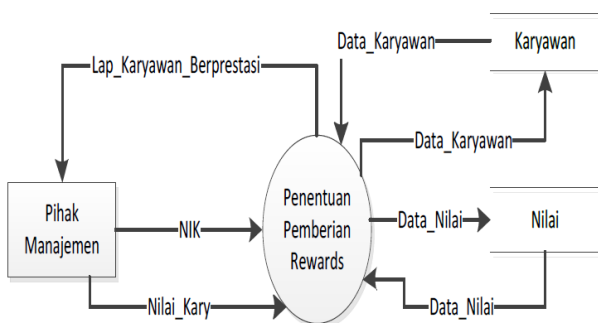 Data_Karyawan
Karyawan
Lap_Karyawan_Berprestasi
Data_Karyawan
Pihak
Manajemen
NIK
Penentuan
Pemberian
Rewards
Data_Nilai
Nilai
Nilai_Kary
Data_Nilai